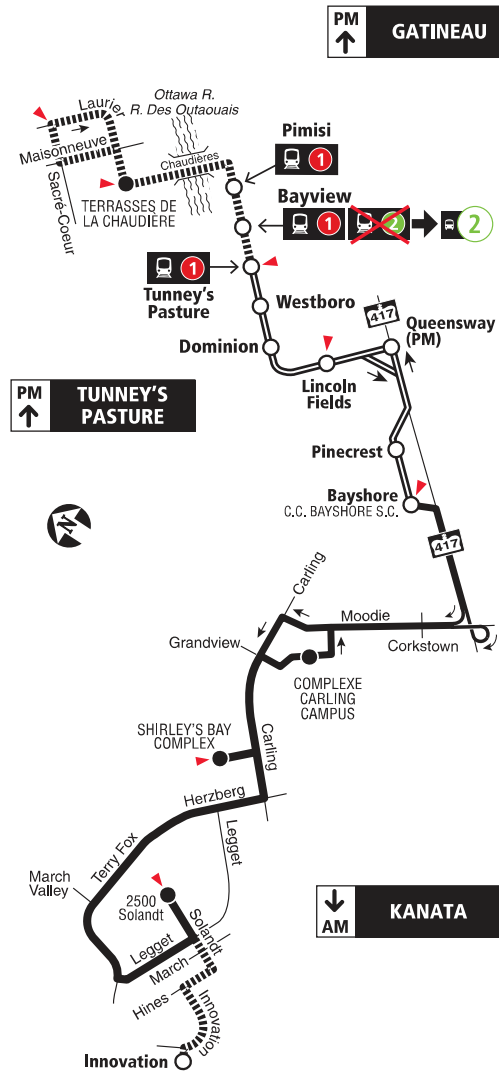 PM
GATINEAU
Ottawa R.
R. Des Outaouais
Laurier
Maisonneuve
Chaudières
Sacré-Coeur
TERRASSES DE
LA CHAUDIÈRE
Pimisi
1
Bayview
1
2
2
1
Tunney's
Pasture
Westboro
417
Queensway
(PM)
Dominion
Lincoln
Fields
PM
TUNNEY'S
PASTURE
Pinecrest
Bayshore
C.C. BAYSHORE S.C.
N
417
Carling
Moodie
Grandview
Corkstown
COMPLEXE
CARLING
CAMPUS
SHIRLEY'S BAY
COMPLEX
Carling
Herzberg
Legget
Terry Fox
March
Valley
2500
Solandt
Solandt
Legget
March
Hines
Innovation
Innovation
AM
KANATA